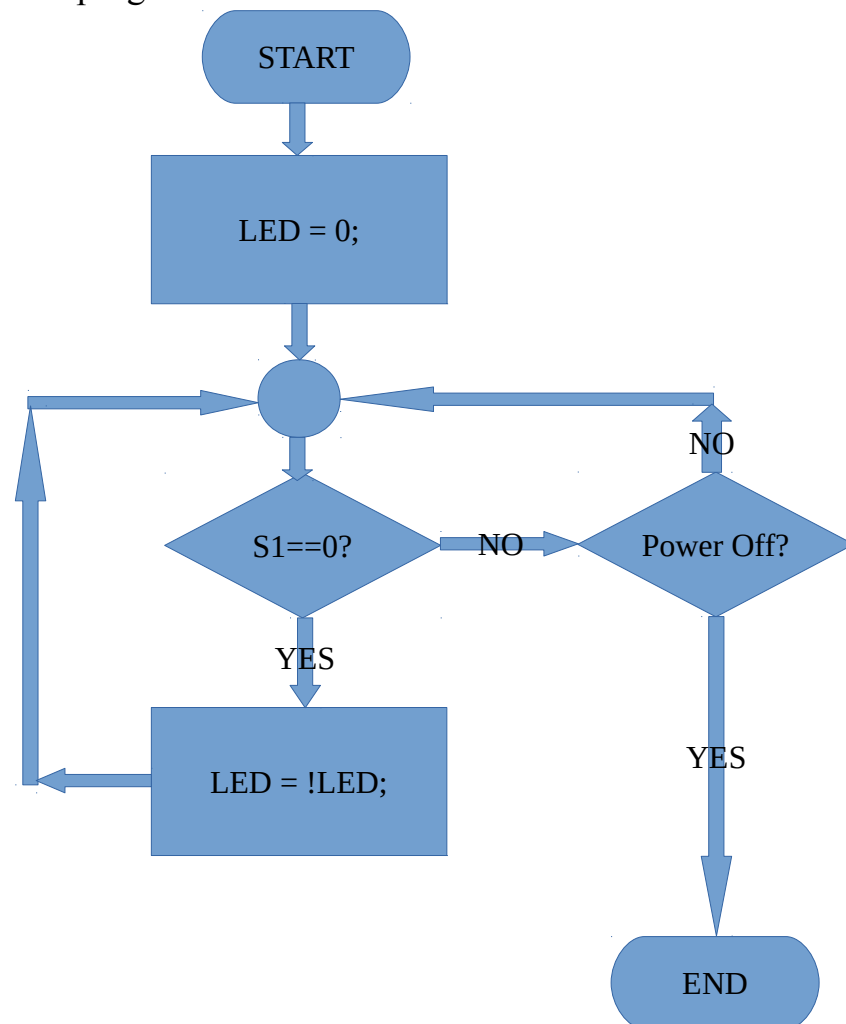 START
LED = 0;
NO
S1==0?
NO
Power Off?
YES
YES
LED = !LED;
END